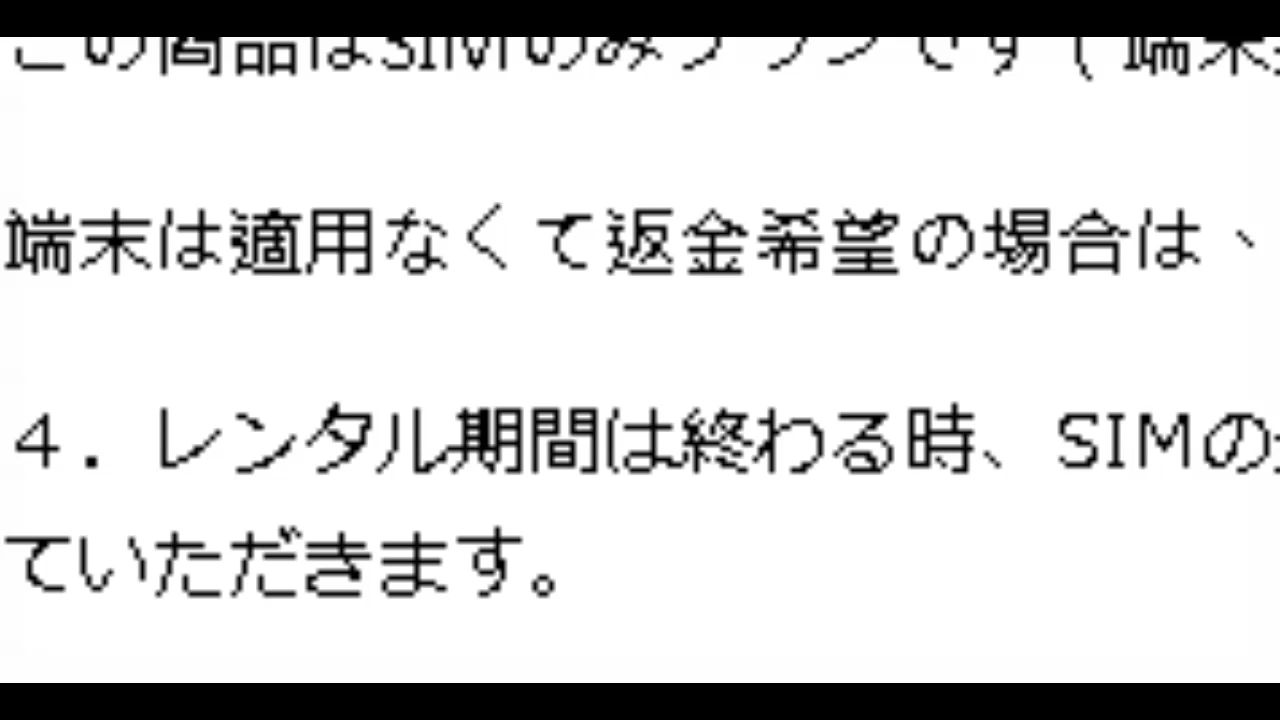 この商品はSIMのみプランです(端末
端末は適用なくて返金希望の場合は、
4. レンタル期間は終わる時、SIMの
ていただきます。